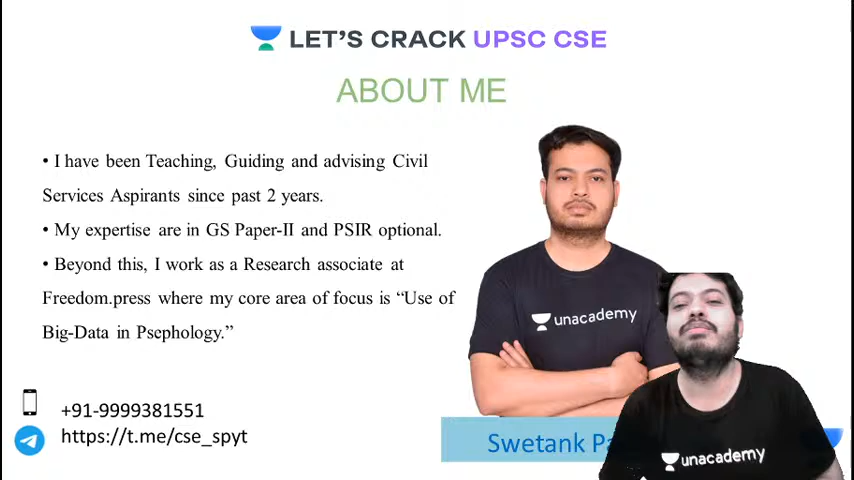 LET'S CRACK UPSC CSE
ABOUT ME
• I have been Teaching, Guiding and advising Civil
Services Aspirants since past 2 years.
• My expertise are in GS Paper-II and PSIR optional.
• Beyond this, I work as a Research associate at
Freedom.press where my core area of focus is “Use of
Big-Data in Psephology.”
unacademy
+91-9999381551
https://t.me/cse_spyt
Swetank
unacademy